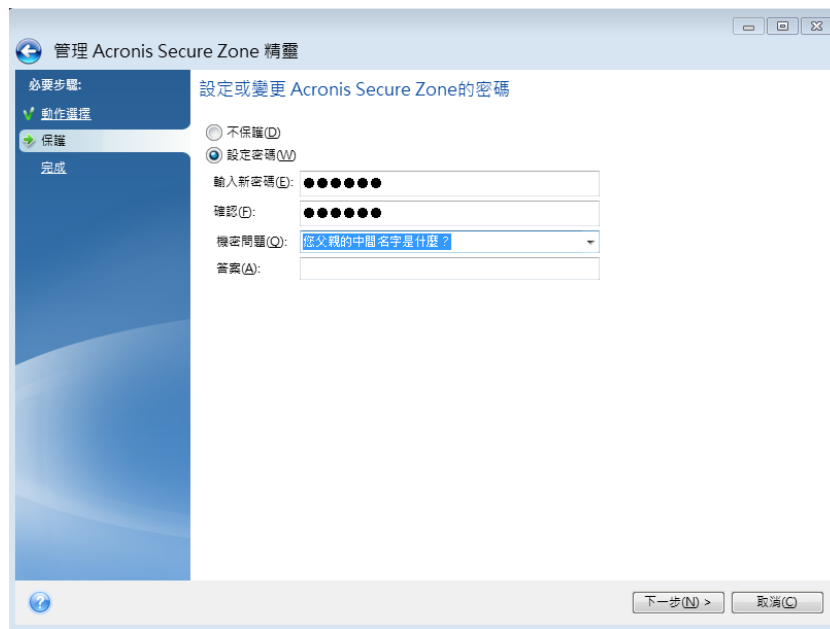 管理 Acronis Secure Zone 精靈
必要步驟:
動作選擇
保護
完成
設定或變更 Acronis Secure Zone的密碼
不保護(D)
設定密碼(W)
輸入新密碼(E): ●●●●●●
確認(F): ●●●●●●
機密問題(Q): 您父親的中間名字是什麼？
答案(A):
下一步(N) >
取消(C)